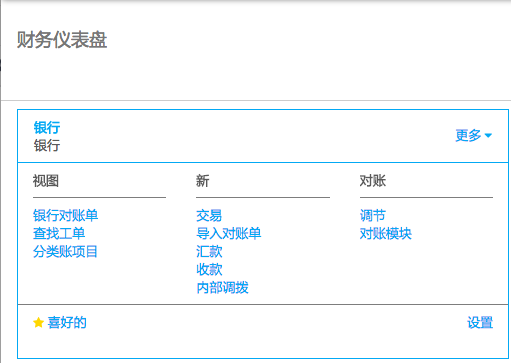 财务仪表盘
银行
银行
更多
视图
银行对账单
查找工单
分类账项目
新
交易
导入对账单
汇款
收款
内部调拨
对账
调节
对账模块
喜好的
设置